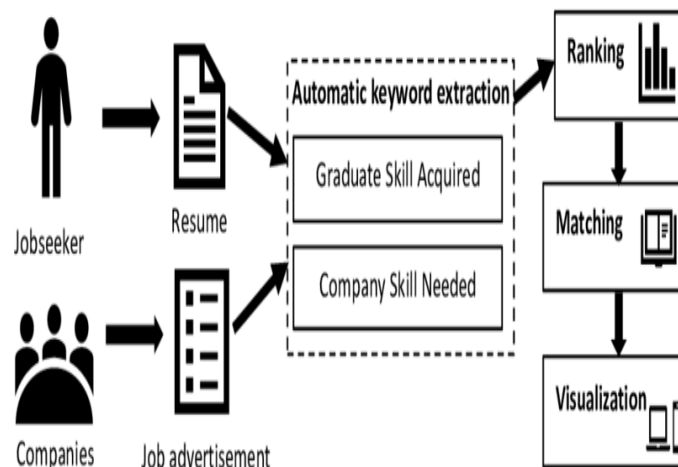 Jobseeker
Resume
Companies
Job advertisement
Automatic keyword extraction
Graduate Skill Acquired
Company Skill Needed
Ranking
Matching
Visualization